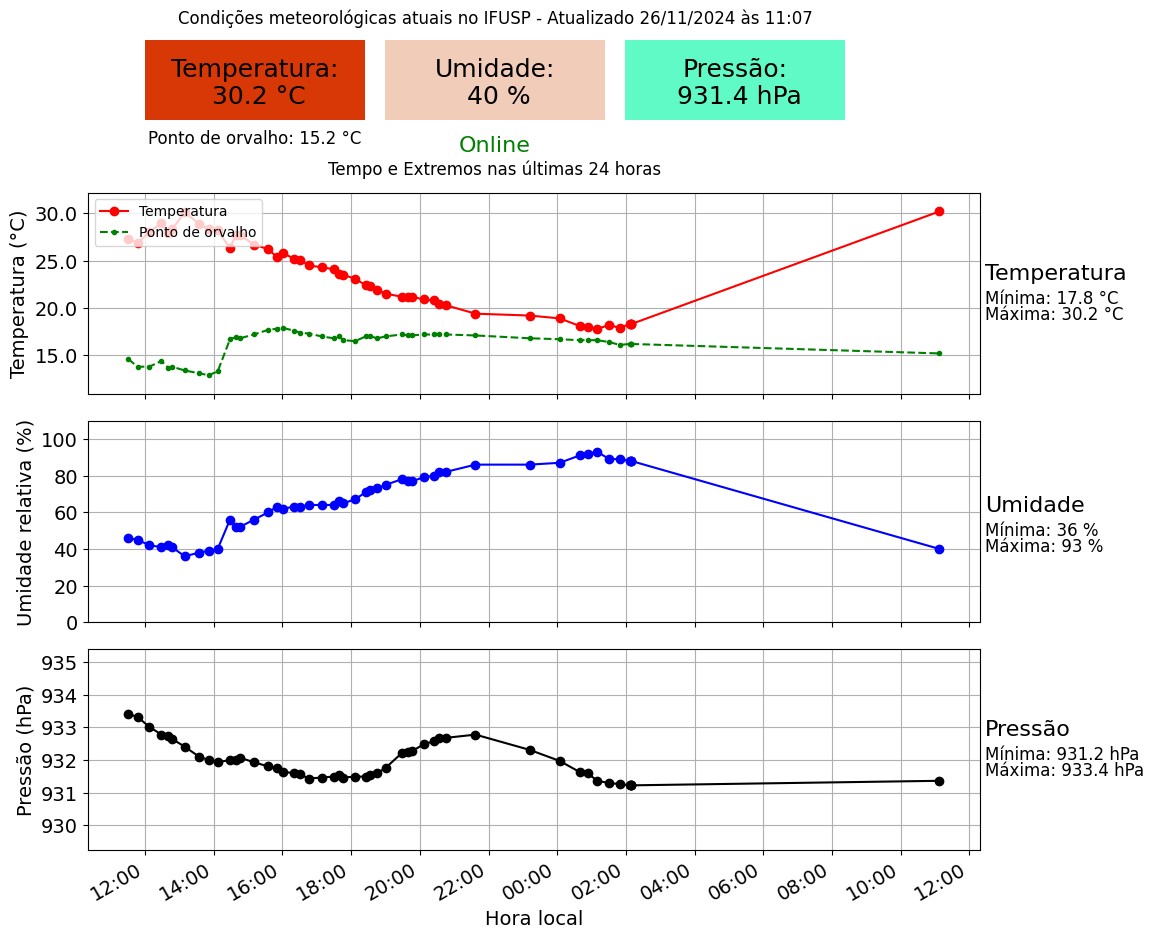 Condições meteorológicas atuais no IFUSP - Atualizado 26/11/2024 às 11:07
Temperatura:
30.2 °C
Umidade:
40 %
Pressão:
931.4 hPa
Ponto de orvalho: 15.2 °C
Online
Tempo e Extremos nas últimas 24 horas
Temperatura (°C)
30.0
25.0
20.0
15.0
Temperatura
Ponto de orvalho
Temperatura
Mínima: 17.8 °C
Máxima: 30.2 °C
Umidade relativa (%)
100
80
60
40
20
0
Umidade
Mínima: 36 %
Máxima: 93 %
Pressão (hPa)
935
934
933
932
931
930
Pressão
Mínima: 931.2 hPa
Máxima: 933.4 hPa
12:00 14:00 16:00 18:00 20:00 22:00 00:00 02:00 04:00 06:00 08:00 10:00 12:00
Hora local